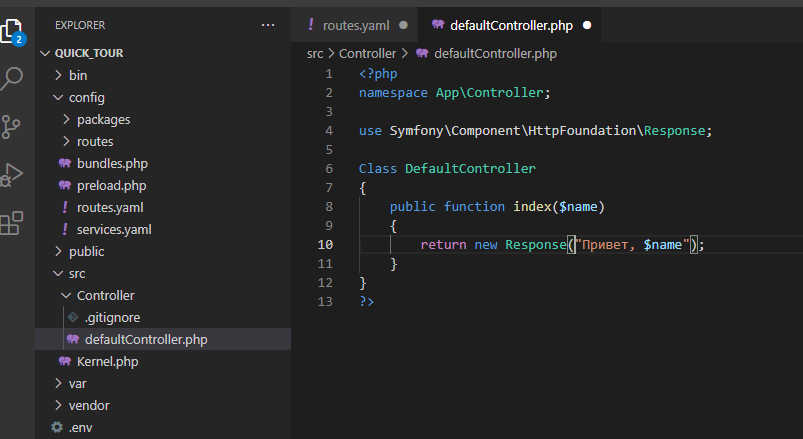 EXPLORER
...
QUICK_TOUR
bin
config
packages
routes
bundles.php
preload.php
! routes.yaml
! services.yaml
public
src
Controller
.gitignore
defaultController.php
Kernel.php
var
vendor
.env
2
! routes.yaml ●
defaultController.php ●
src > Controller > defaultController.php
1 <?php
2 namespace App\Controller;
3
4 use Symfony\Component\HttpFoundation\Response;
5
6 Class DefaultController
7 {
8 public function index($name)
9 {
10 return new Response("Привет, $name");
11 }
12 }
13 ?>